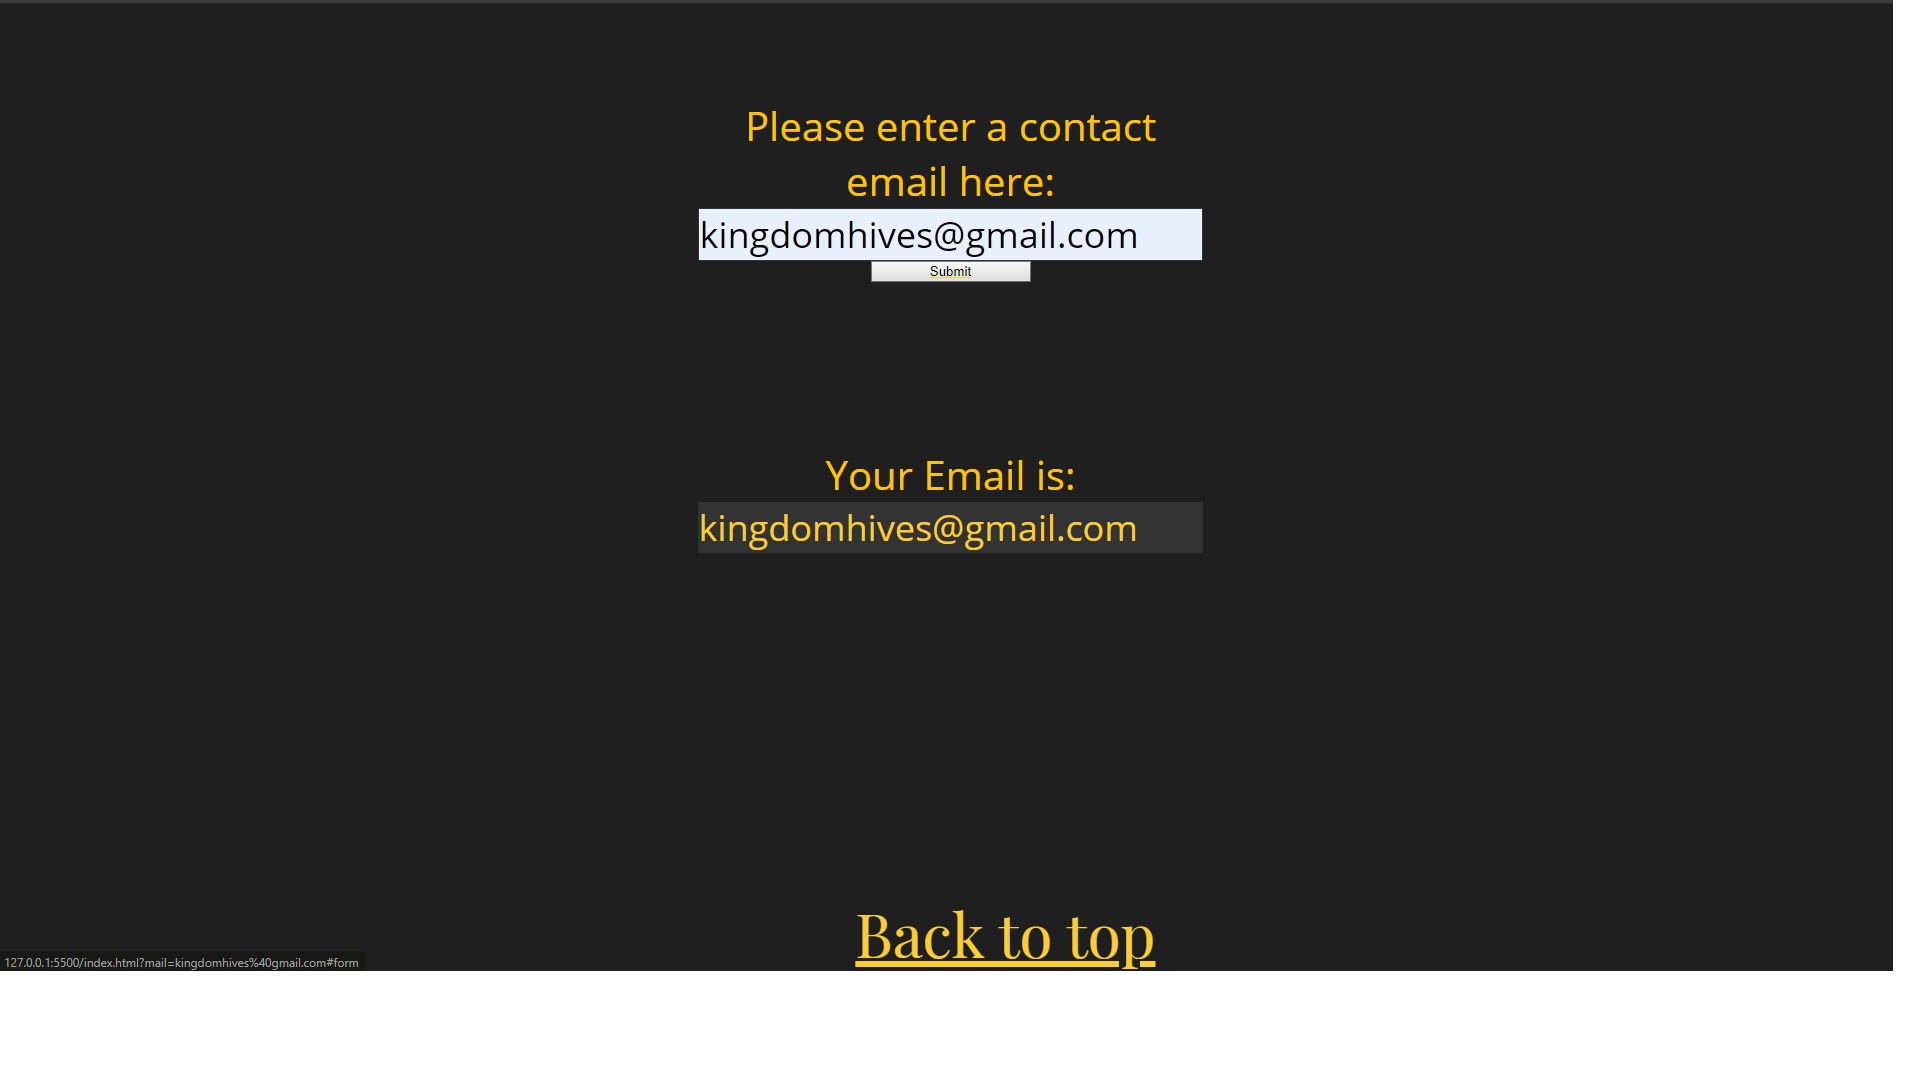 Please enter a contact
email here:
kingdomhives@gmail.com
Submit
Your Email is:
kingdomhives@gmail.com
Back to top
127.0.0.1:5500/index.html?mail=kingdomhives%40gmail.com#form